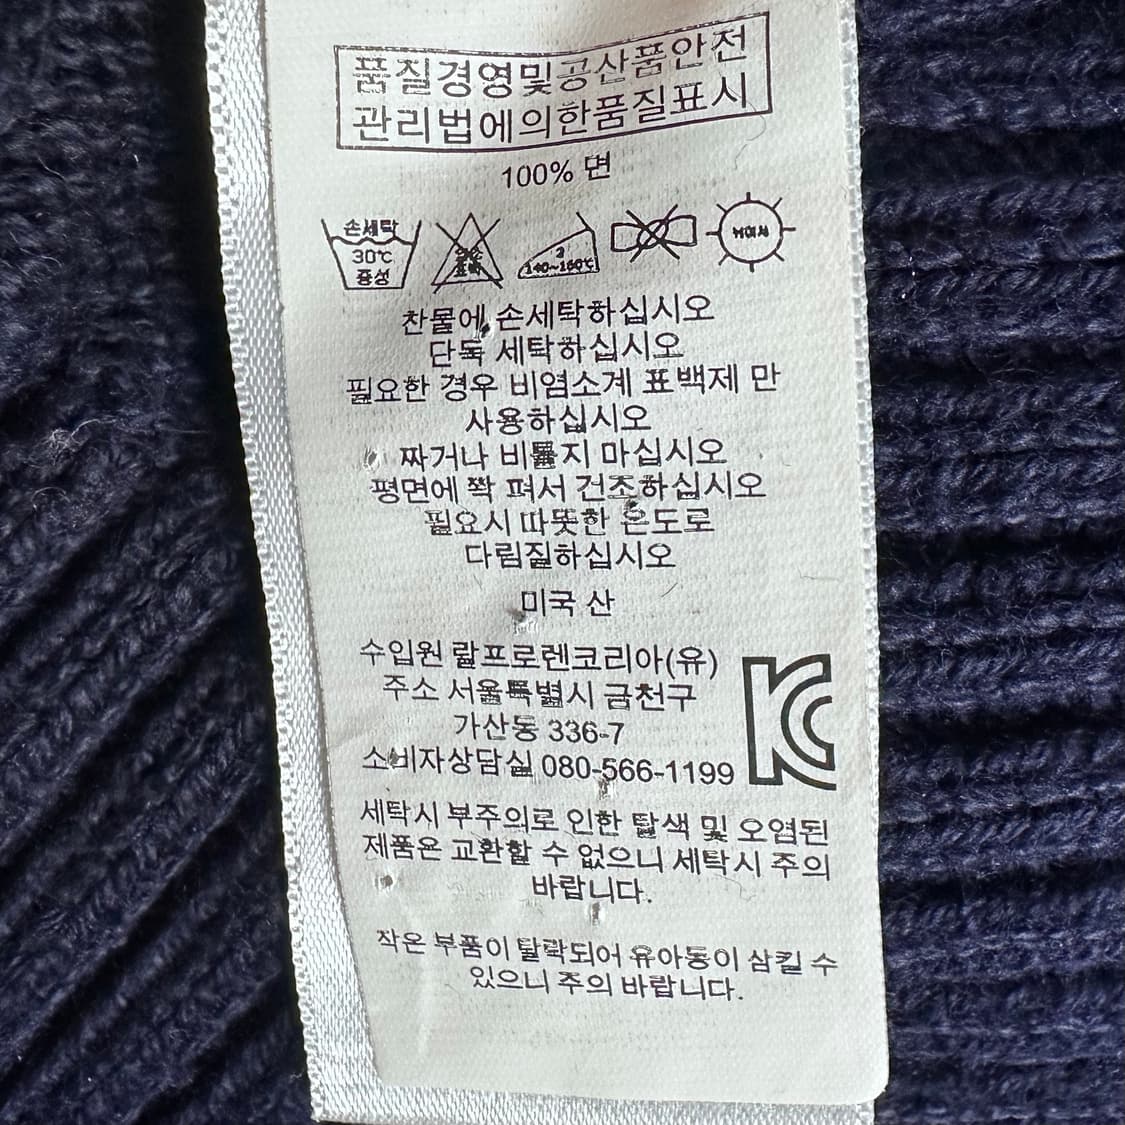 품질경영및공산품안전
관리법에의한품질표시
100% 면
손세탁
30℃
중성
염소
표백
2
140~160℃
찬물에 손세탁하십시오
단독 세탁하십시오
필요한 경우 비염소계 표백제 만
사용하십시오
짜거나 비틀지 마십시오
평면에 쫙 펴서 건조하십시오
필요시 따뜻한 온도로
다림질하십시오
미국 산
수입원 랄프로렌코리아(유)
주소 서울특별시 금천구
가산동 336-7
소비자상담실 080-566-1199
KC
세탁시 부주의로 인한 탈색 및 오염된
제품은 교환할 수 없으니 세탁시 주의
바랍니다.
작은 부품이 탈락되어 유아동이 삼킬 수
있으니 주의 바랍니다.